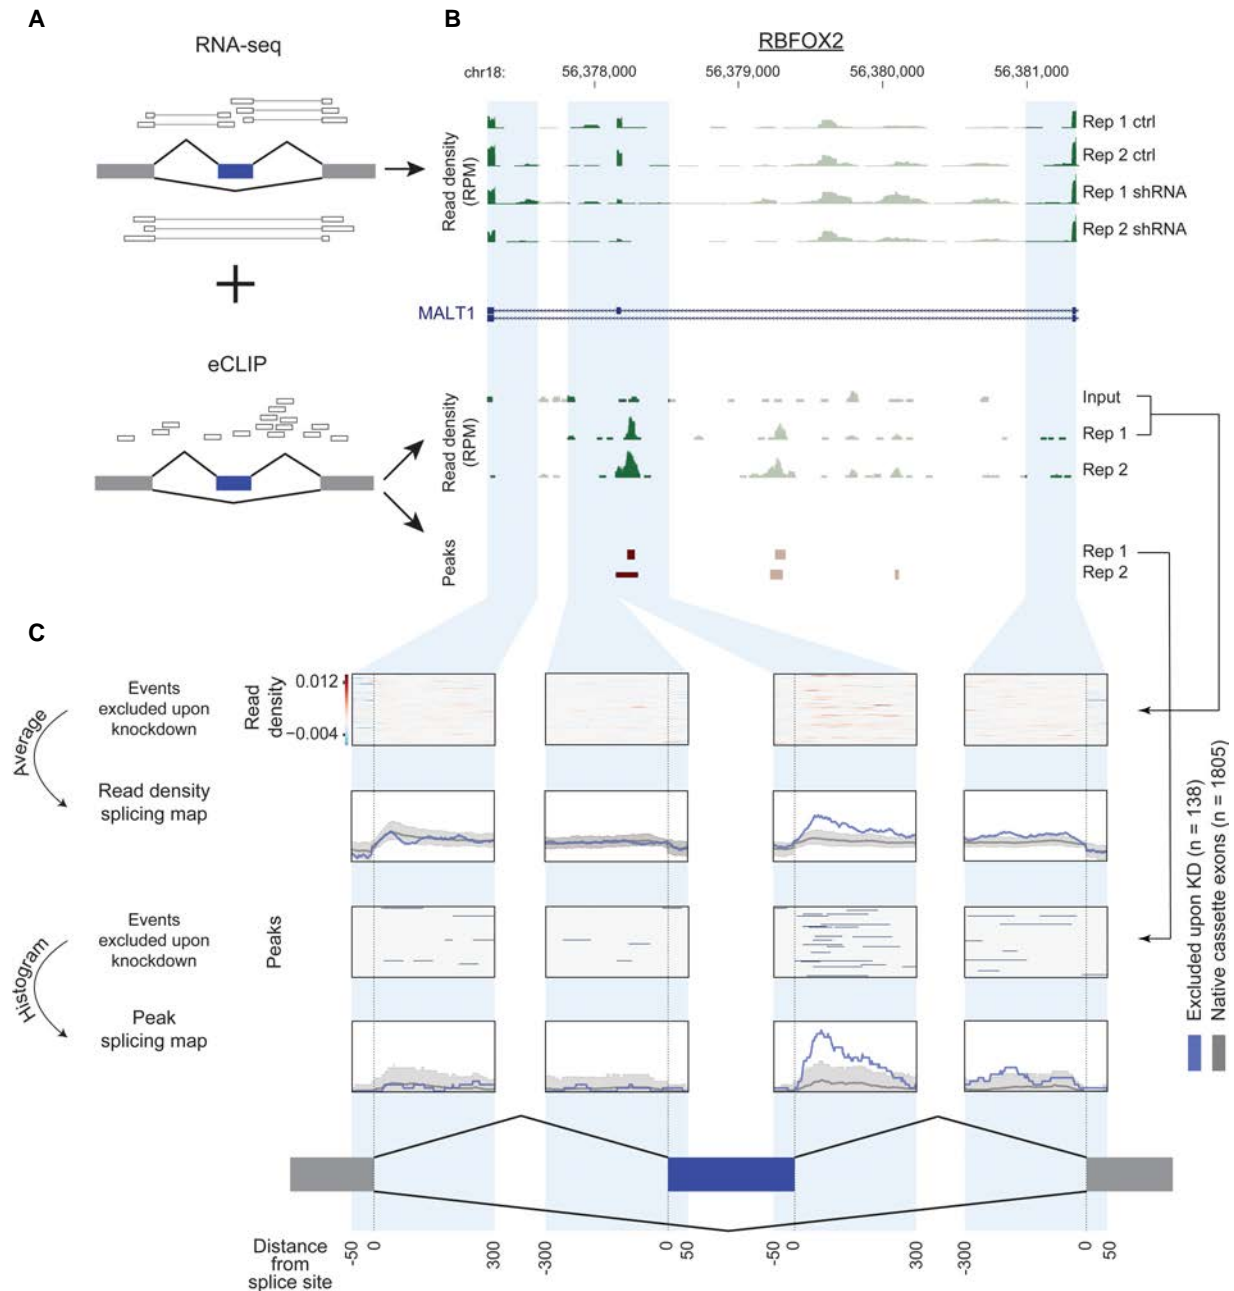 A
B
RNA-seq
RBFOX2
chr18:
56,378,000
56,379,000
56,380,000
56,381,000
Read density
(RPM)
Rep 1 ctrl
Rep 2 ctrl
Rep 1 shRNA
Rep 2 shRNA
MALT1
eCLIP
Read density
(RPM)
Input
Rep 1
Rep 2
Peaks
Rep 1
Rep 2
C
Events
excluded upon
knockdown
Read
density
0.012
−0.004
Average
Read density
splicing map
Events
excluded upon
knockdown
Peaks
Histogram
Peak
splicing map
Excluded upon KD (n = 138)
Native cassette exons (n = 1805)
Distance
from
splice site
-50
0
300
-300
0
50
-50
0
300
-300
0
50